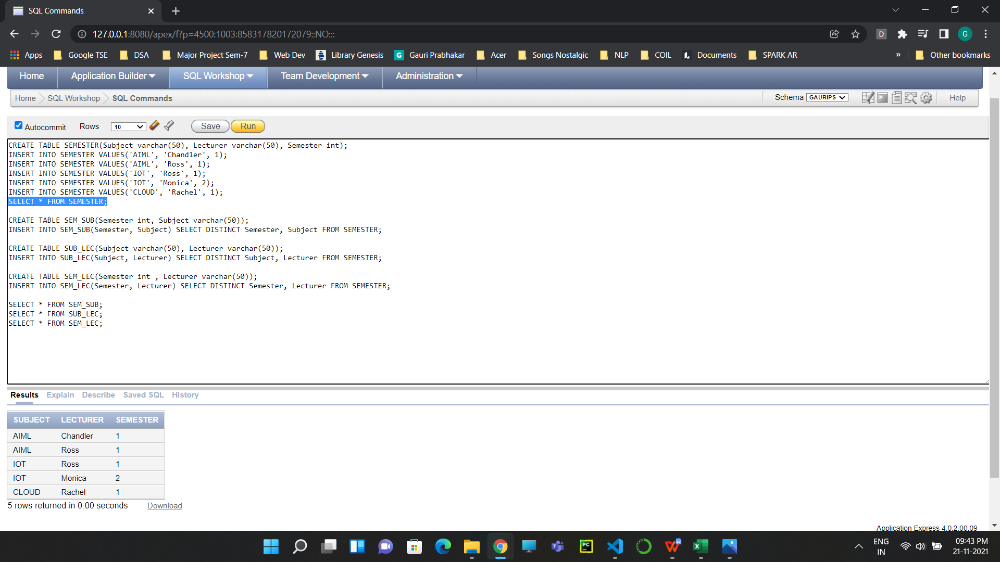 SQL Commands
127.0.0.1:8080/apex/f?p=4500:1003:858317820172079::NO:::
D
G
Apps Google TSE DSA Major Project Sem-7 Web Dev Library Genesis G Gauri Prabhakar Acer Songs Nostalgic NLP COIL Documents SPARK AR » Other bookmarks
Home Application Builder SQL Workshop Team Development Administration
Home SQL Workshop SQL Commands Schema GAURIPS Help
Autocommit Rows 10 Save Run
CREATE TABLE SEMESTER(Subject varchar(50), Lecturer varchar(50), Semester int);
INSERT INTO SEMESTER VALUES('AIML', 'Chandler', 1);
INSERT INTO SEMESTER VALUES('AIML', 'Ross', 1);
INSERT INTO SEMESTER VALUES('IOT', 'Ross', 1);
INSERT INTO SEMESTER VALUES('IOT', 'Monica', 2);
INSERT INTO SEMESTER VALUES('CLOUD', 'Rachel', 1);
SELECT * FROM SEMESTER;
CREATE TABLE SEM_SUB(Semester int, Subject varchar(50));
INSERT INTO SEM_SUB(Semester, Subject) SELECT DISTINCT Semester, Subject FROM SEMESTER;
CREATE TABLE SUB_LEC(Subject varchar(50), Lecturer varchar(50));
INSERT INTO SUB_LEC(Subject, Lecturer) SELECT DISTINCT Subject, Lecturer FROM SEMESTER;
CREATE TABLE SEM_LEC(Semester int , Lecturer varchar(50));
INSERT INTO SEM_LEC(Semester, Lecturer) SELECT DISTINCT Semester, Lecturer FROM SEMESTER;
SELECT * FROM SEM_SUB;
SELECT * FROM SUB_LEC;
SELECT * FROM SEM_LEC;
Results Explain Describe Saved SQL History
SUBJECT LECTURER SEMESTER
AIML Chandler 1
AIML Ross 1
IOT Ross 1
IOT Monica 2
CLOUD Rachel 1
5 rows returned in 0.00 seconds Download
Application Express 4.0.2.00.09
PC
ENG
IN
09:43 PM
21-11-2021